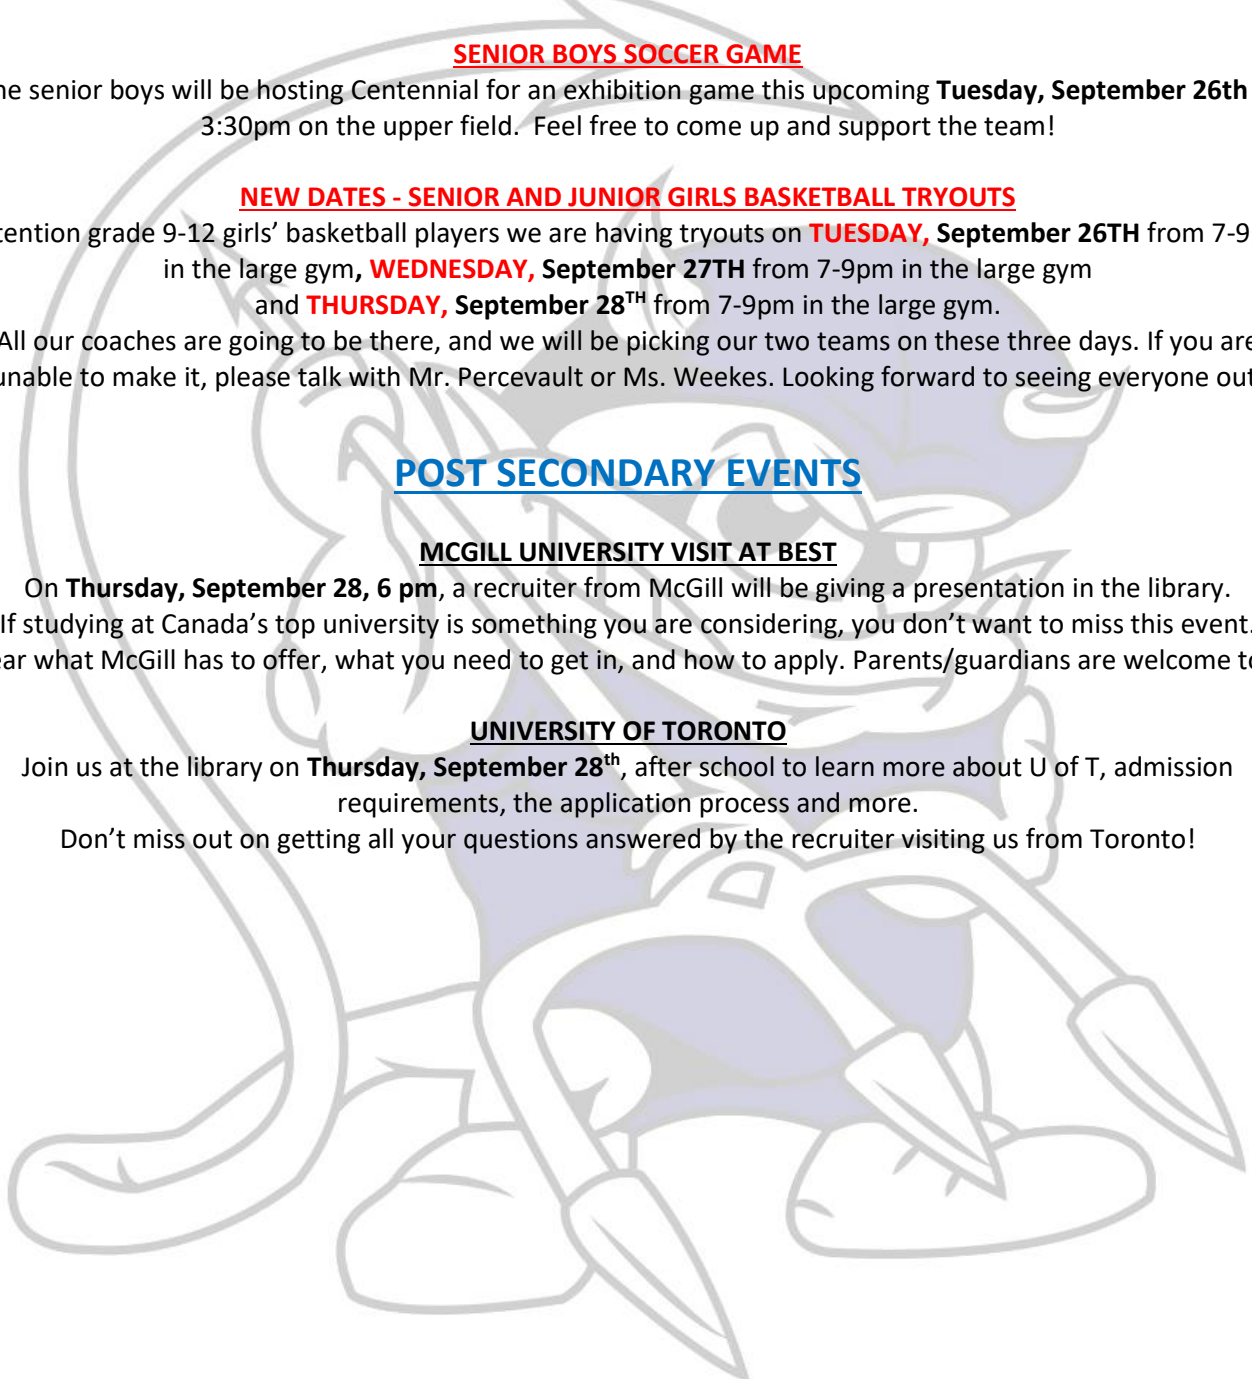 SENIOR BOYS SOCCER GAME
he senior boys will be hosting Centennial for an exhibition game this upcoming Tuesday, September 26th
3:30pm on the upper field. Feel free to come up and support the team!
NEW DATES - SENIOR AND JUNIOR GIRLS BASKETBALL TRYOUTS
tention grade 9-12 girls’ basketball players we are having tryouts on TUESDAY, September 26TH from 7-9
in the large gym, WEDNESDAY, September 27TH from 7-9pm in the large gym
and THURSDAY, September 28TH from 7-9pm in the large gym.
All our coaches are going to be there, and we will be picking our two teams on these three days. If you are
unable to make it, please talk with Mr. Percevault or Ms. Weekes. Looking forward to seeing everyone out
POST SECONDARY EVENTS
MCGILL UNIVERSITY VISIT AT BEST
On Thursday, September 28, 6 pm, a recruiter from McGill will be giving a presentation in the library.
If studying at Canada’s top university is something you are considering, you don’t want to miss this event.
ear what McGill has to offer, what you need to get in, and how to apply. Parents/guardians are welcome to
UNIVERSITY OF TORONTO
Join us at the library on Thursday, September 28th, after school to learn more about U of T, admission
requirements, the application process and more.
Don’t miss out on getting all your questions answered by the recruiter visiting us from Toronto!